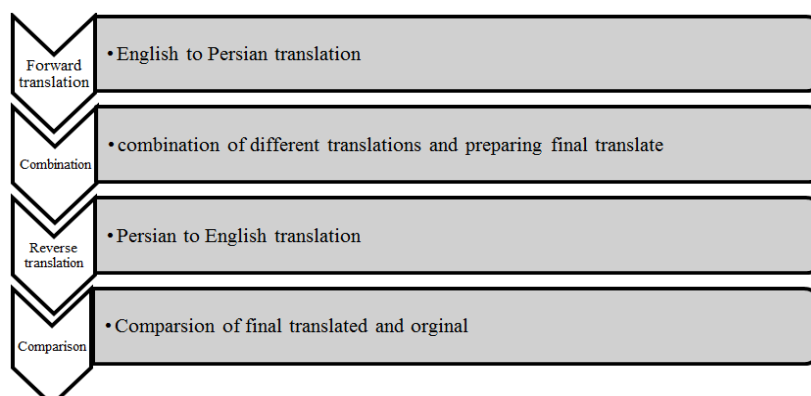 Forward
translation
• English to Persian translation
Combination
• combination of different translations and preparing final translate
Reverse
translation
• Persian to English translation
Comparison
• Comparsion of final translated and orginal